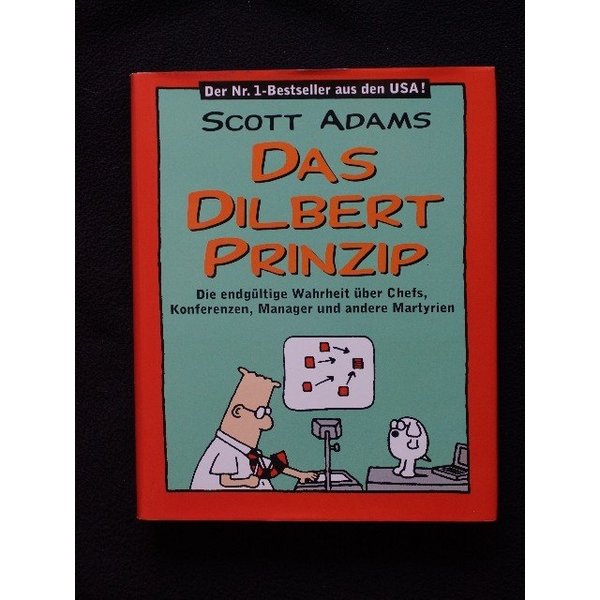 Der Nr. 1-Bestseller aus den USA!
SCOTT ADAMS
DAS
DILBERT
PRINZIP
Die endgültige Wahrheit über Chefs,
Konferenzen, Manager und andere Martyrien